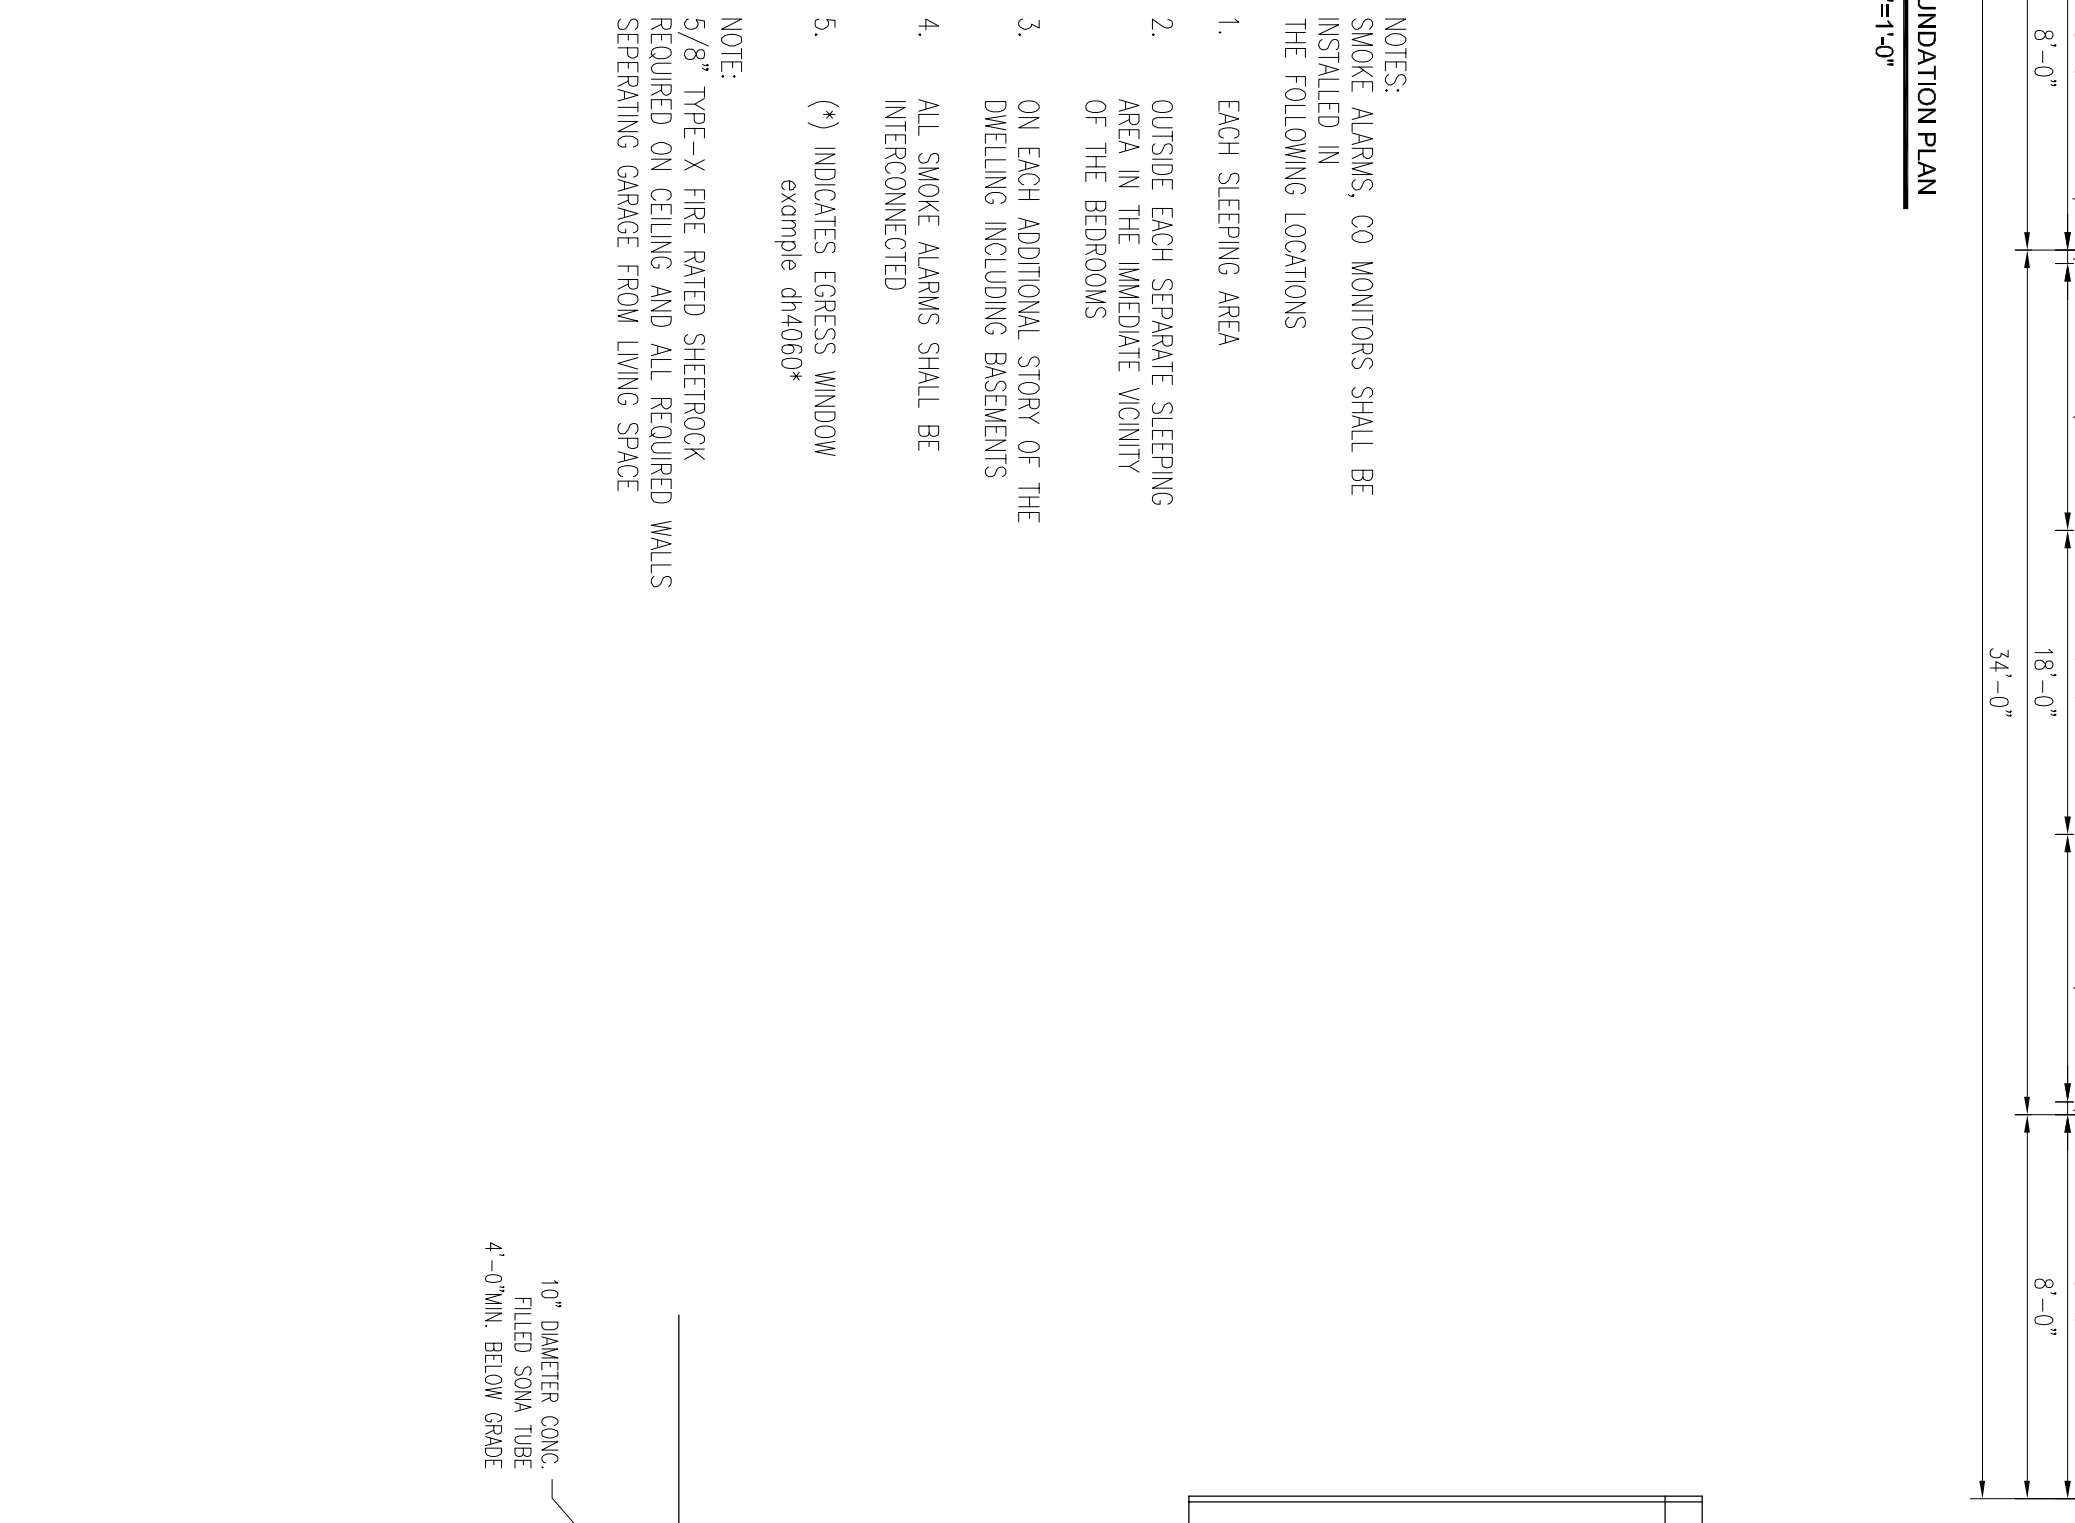 8'-0"
18'-0"
8'-0"
34'-0"
UNDATION PLAN
"=1'-0"
NOTES:
SMOKE ALARMS, CO MONITORS SHALL BE
INSTALLED IN
THE FOLLOWING LOCATIONS
1. EACH SLEEPING AREA
2. OUTSIDE EACH SEPARATE SLEEPING
AREA IN THE IMMEDIATE VICINITY
OF THE BEDROOMS
3. ON EACH ADDITIONAL STORY OF THE
DWELLING INCLUDING BASEMENTS
4. ALL SMOKE ALARMS SHALL BE
INTERCONNECTED
5. (*) INDICATES EGRESS WINDOW
example dh4060*
NOTE:
5/8" TYPE-X FIRE RATED SHEETROCK
REQUIRED ON CEILING AND ALL REQUIRED WALLS
SEPERATING GARAGE FROM LIVING SPACE
10" DIAMETER CONC.
FILLED SONA TUBE
4'-0"MIN. BELOW GRADE